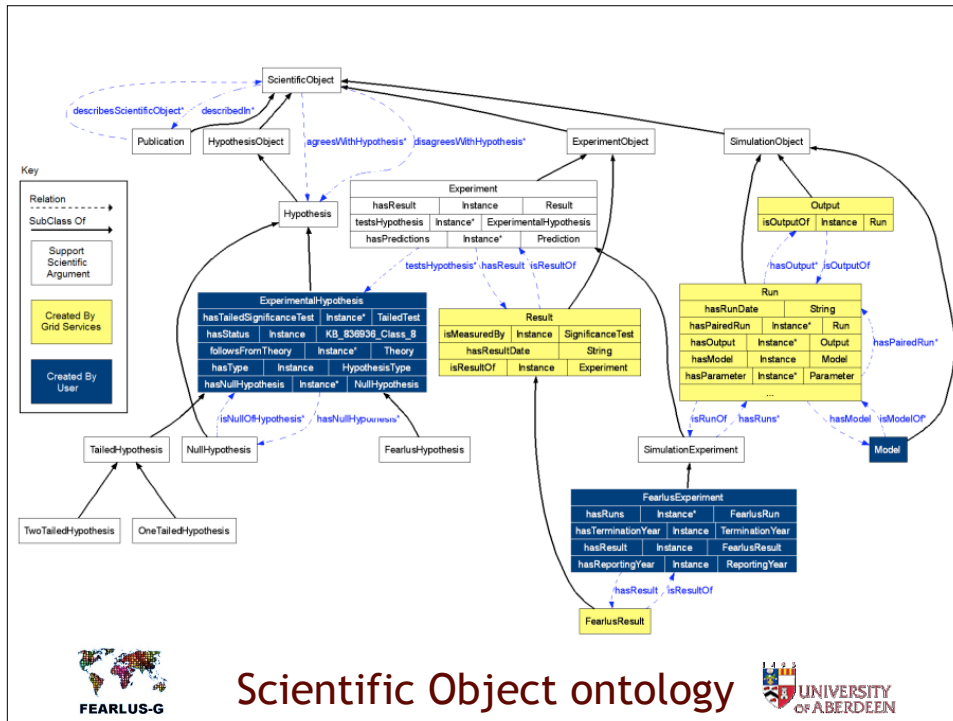 ScientificObject
describesScientificObject*
describedIn*
Publication
HypothesisObject
agreesWithHypothesis*
disagreesWithHypothesis*
ExperimentObject
SimulationObject
Key
Relation
SubClass Of
Support
Scientific
Argument
Created By
Grid Services
Created By
User
Hypothesis
Experiment
hasResult Instance Result
testsHypothesis Instance* ExperimentalHypothesis
hasPredictions Instance* Prediction
Output
isOutputOf Instance Run
testsHypothesis*
hasResult
isResultOf
hasOutput*
isOutputOf
ExperimentalHypothesis
hasTailedSignificanceTest Instance* TailedTest
hasStatus Instance KB_836936_Class_8
followsFromTheory Instance* Theory
hasType Instance HypothesisType
hasNullHypothesis Instance* NullHypothesis
Result
isMeasuredBy Instance SignificanceTest
hasResultDate String
isResultOf Instance Experiment
Run
hasRunDate String
hasPairedRun Instance* Run
hasOutput Instance* Output
hasModel Instance Model
hasParameter Instance* Parameter
...
hasPairedRun*
isNullOfHypothesis*
hasNullHypothesis*
isRunOf
hasRuns*
hasModel
isModelOf*
TailedHypothesis
NullHypothesis
FearlusHypothesis
SimulationExperiment
Model
TwoTailedHypothesis
OneTailedHypothesis
FearlusExperiment
hasRuns Instance* FearlusRun
hasTerminationYear Instance TerminationYear
hasResult Instance FearlusResult
hasReportingYear Instance ReportingYear
hasResult
isResultOf
FearlusResult
FEARLUS-G
Scientific Object ontology
UNIVERSITY
OF ABERDEEN